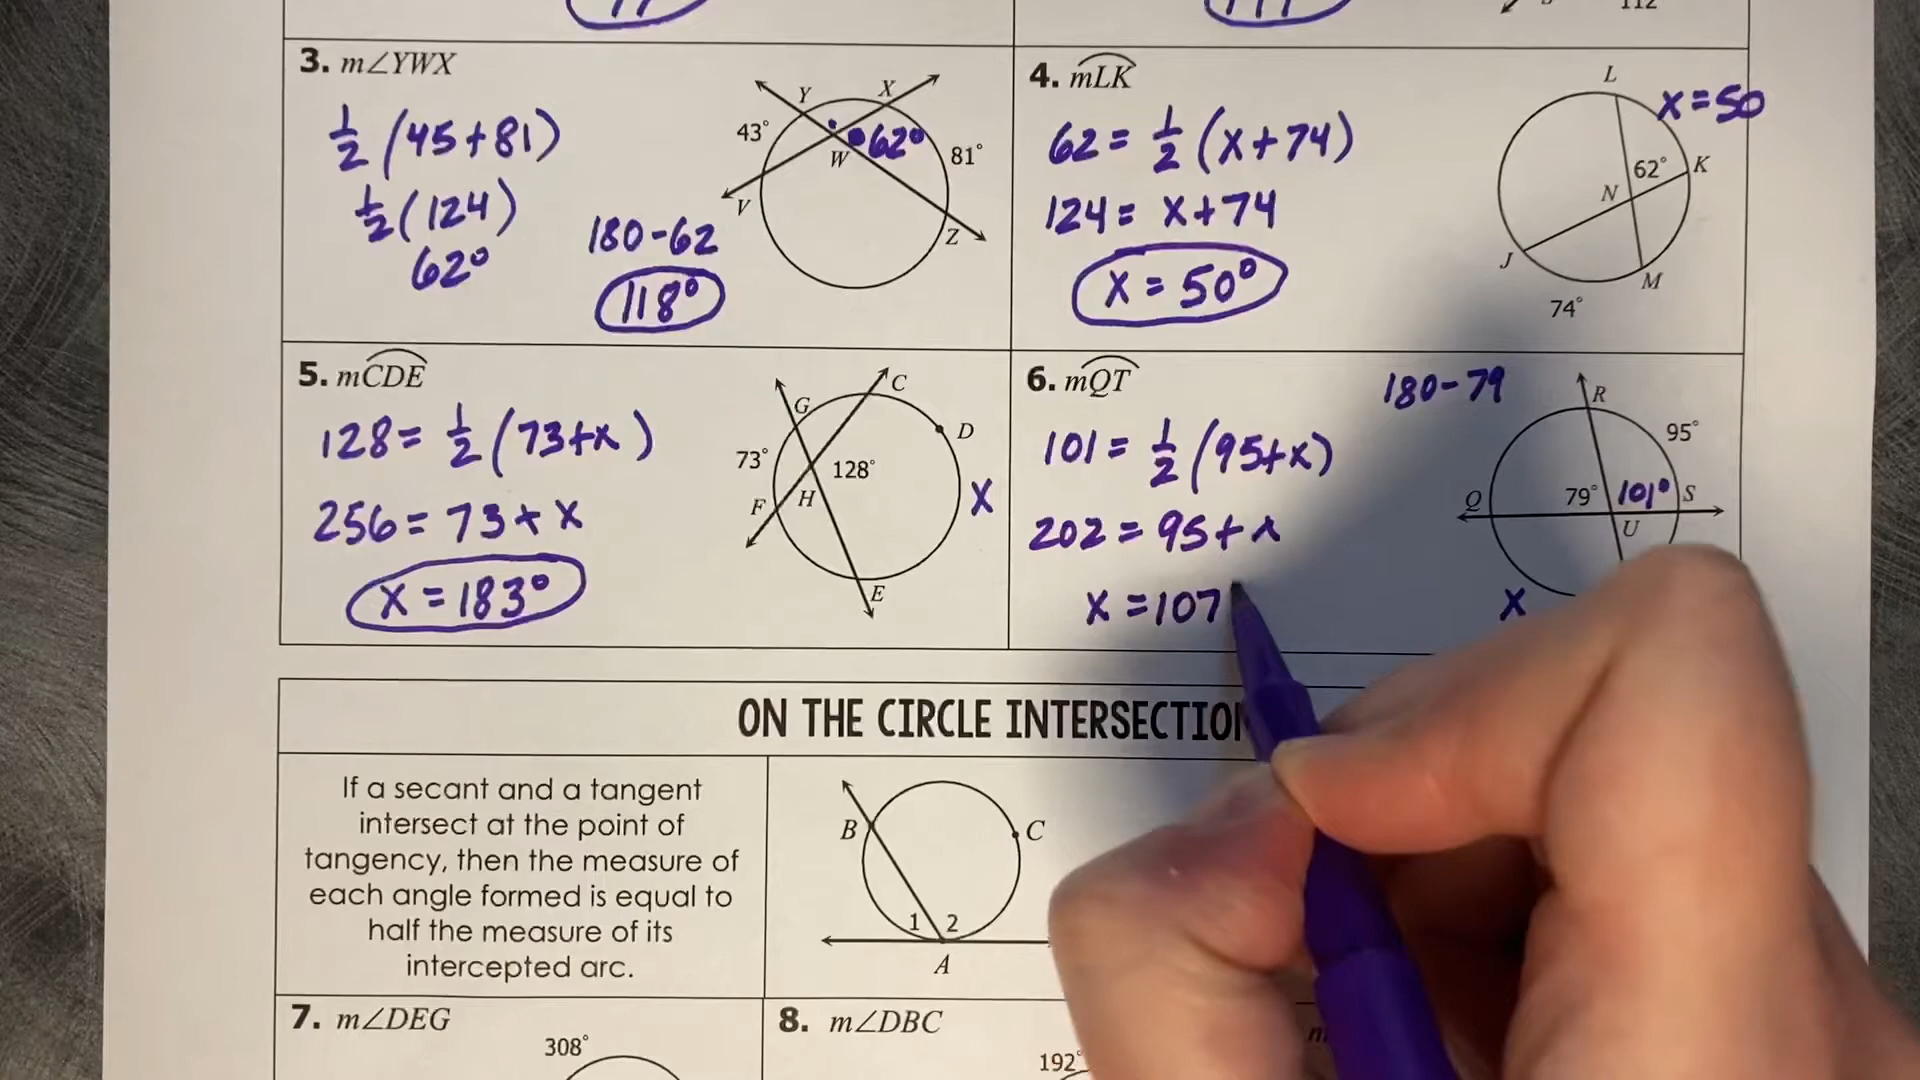 112
3. m∠YWX
½ (45+81)
½ (124)
62°
180-62
118°
Y
X
43°
62°
81°
W
V
Z
4. mLK
62 = ½ (x+74)
124 = x+74
x = 50°
L
x = 50
62°
K
N
J
M
74°
5. mCDE
128 = ½ (73+x)
256 = 73 + x
x = 183°
C
G
D
73°
128°
x
F
H
E
6. mQT
180-79
101 = ½ (95+x)
202 = 95+x
x = 107
R
95°
Q
79°
101°
S
U
x
ON THE CIRCLE INTERSECTION
If a secant and a tangent
intersect at the point of
tangency, then the measure of
each angle formed is equal to
half the measure of its
intercepted arc.
B
C
1
2
A
7. m∠DEG
308°
8. m∠DBC
192°